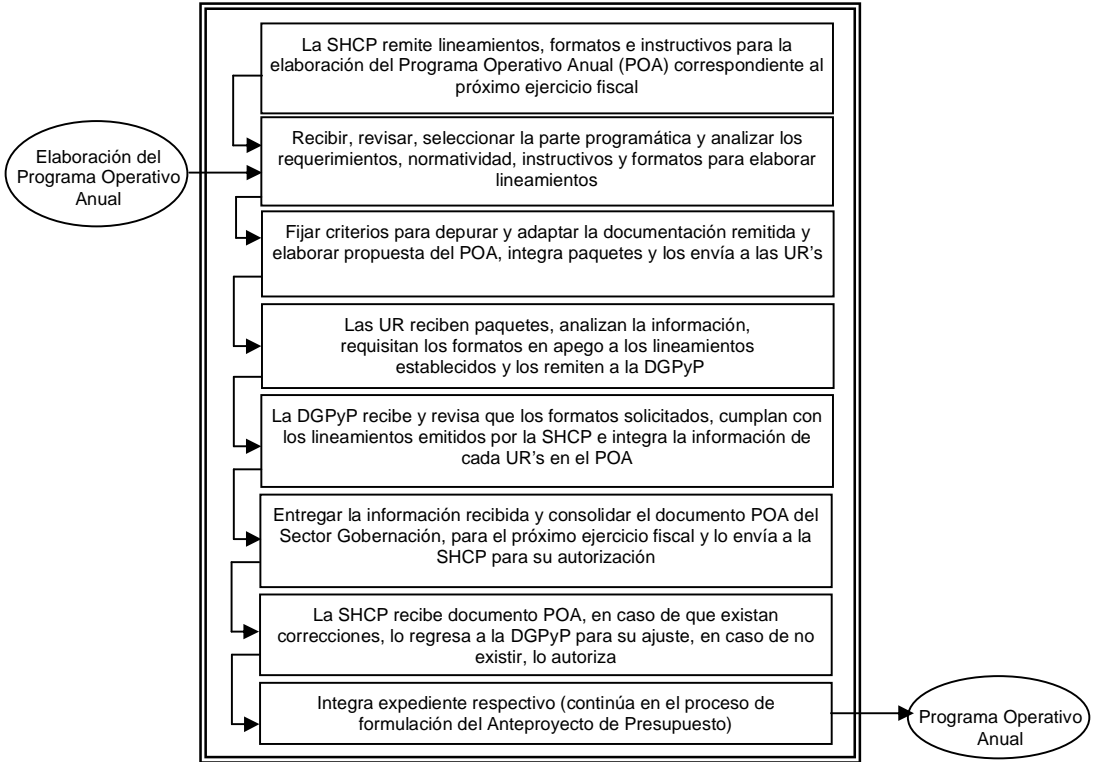 La SHCP remite lineamientos, formatos e instructivos para la
elaboración del Programa Operativo Anual (POA) correspondiente al
próximo ejercicio fiscal
Elaboración del
Programa Operativo
Anual
Recibir, revisar, seleccionar la parte programática y analizar los
requerimientos, normatividad, instructivos y formatos para elaborar
lineamientos
Fijar criterios para depurar y adaptar la documentación remitida y
elaborar propuesta del POA, integra paquetes y los envía a las UR’s
Las UR reciben paquetes, analizan la información,
requisitan los formatos en apego a los lineamientos
establecidos y los remiten a la DGPyP
La DGPyP recibe y revisa que los formatos solicitados, cumplan con
los lineamientos emitidos por la SHCP e integra la información de
cada UR’s en el POA
Entregar la información recibida y consolidar el documento POA del
Sector Gobernación, para el próximo ejercicio fiscal y lo envía a la
SHCP para su autorización
La SHCP recibe documento POA, en caso de que existan
correcciones, lo regresa a la DGPyP para su ajuste, en caso de no
existir, lo autoriza
Integra expediente respectivo (continúa en el proceso de
formulación del Anteproyecto de Presupuesto)
Programa Operativo
Anual